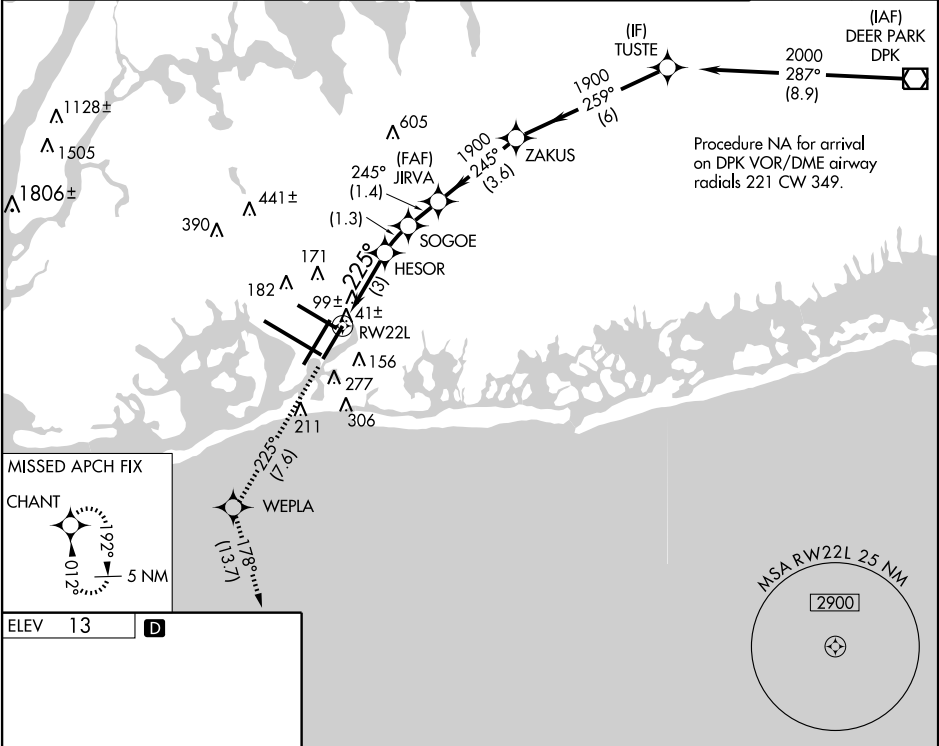 (IAF)
DEER PARK
DPK
(IF)
TUSTE
2000
287°
(8.9)
1900
259°
(6)
1128±
1505
1806±
605
441±
390
ZAKUS
1900
245°
(3.6)
Procedure NA for arrival
on DPK VOR/DME airway
radials 221 CW 349.
(FAF)
JIRVA
245°
(1.4)
(1.3)
SOGOE
HESOR
225°
(3)
171
182
99±
41±
RW22L
156
277
306
211
225°
(7.6)
WEPLA
178°
(13.7)
MISSED APCH FIX
CHANT
192°
012°
5 NM
ELEV 13
D
MSA RW22L 25 NM
2900